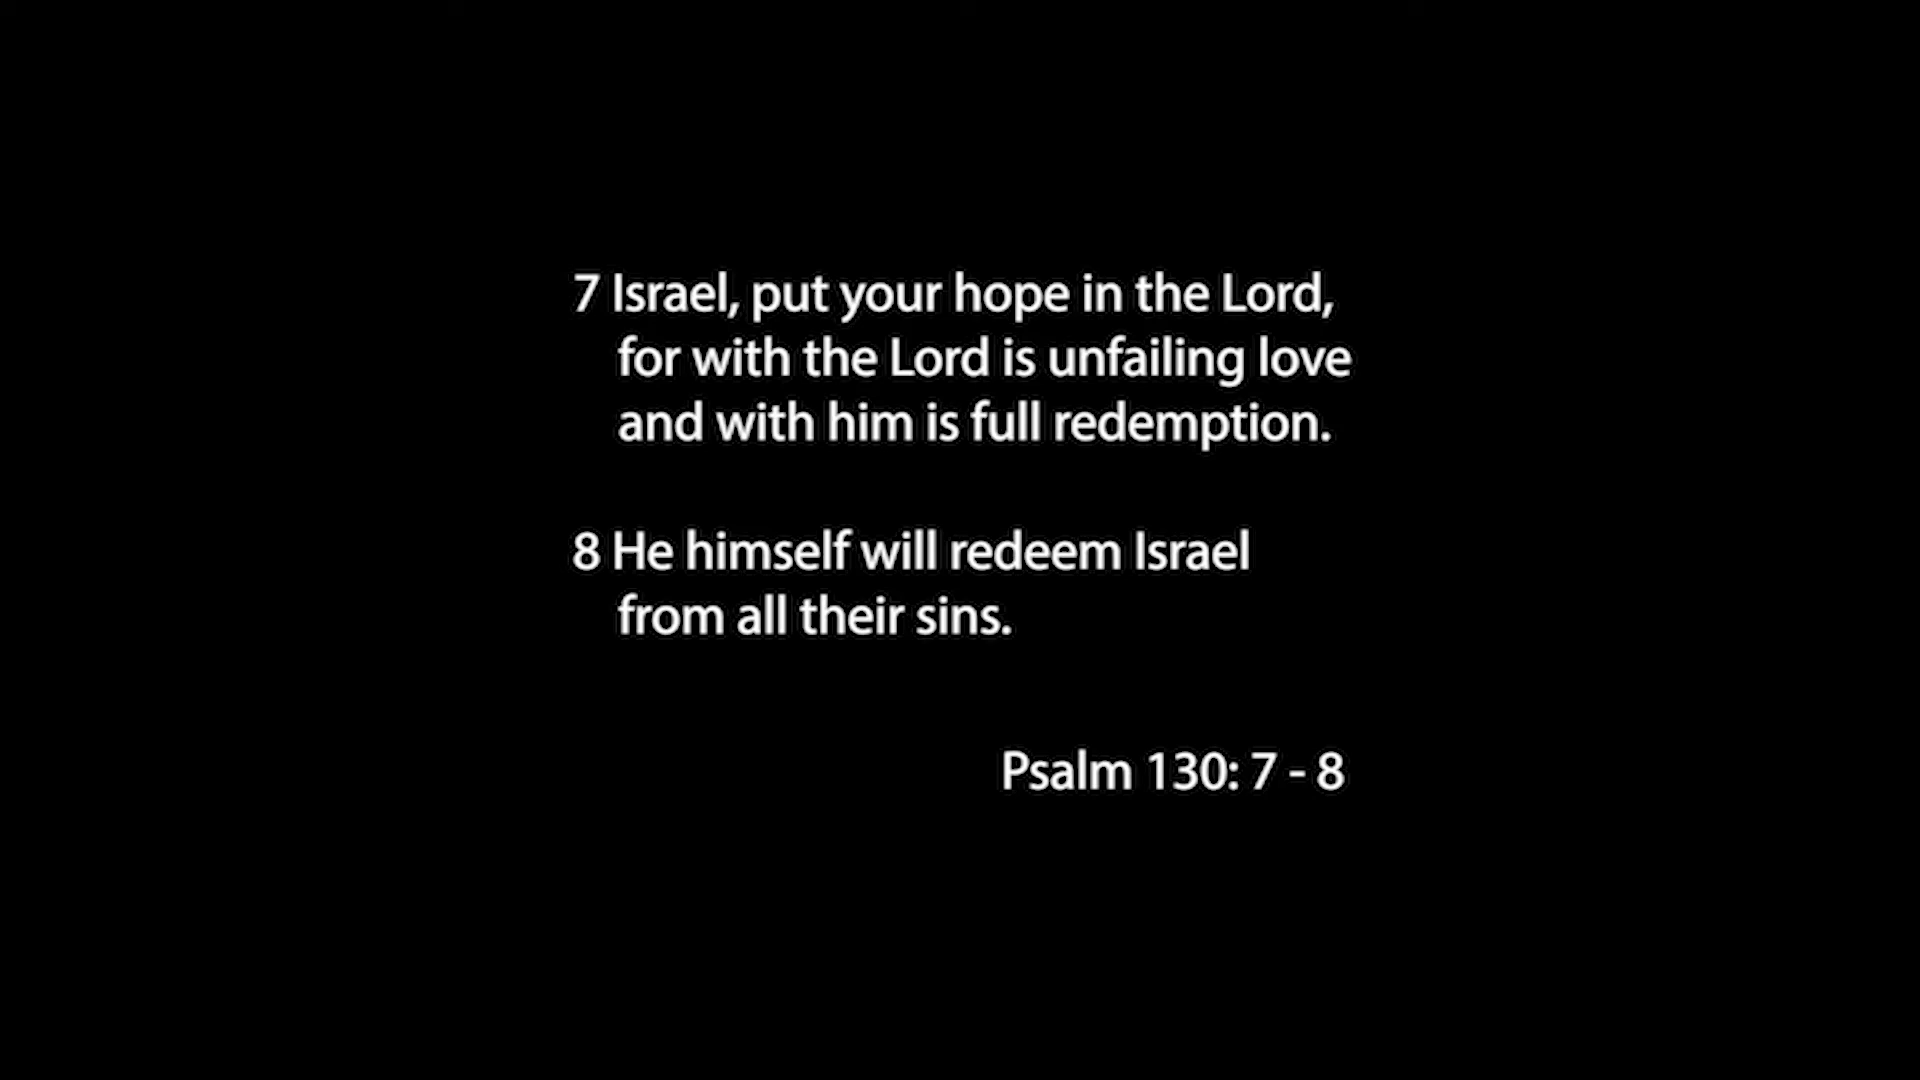 7 Israel, put your hope in the Lord,
for with the Lord is unfailing love
and with him is full redemption.
8 He himself will redeem Israel
from all their sins.
Psalm 130: 7 - 8